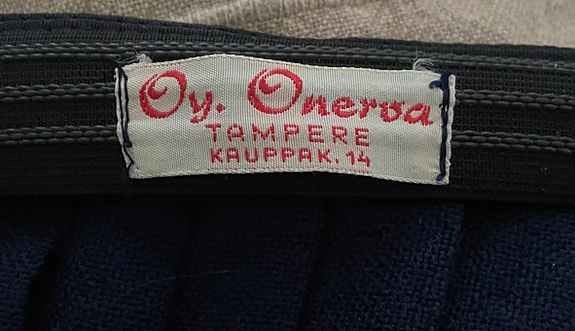 Oy. Onerva
TAMPERE
KAUPPAK. 14